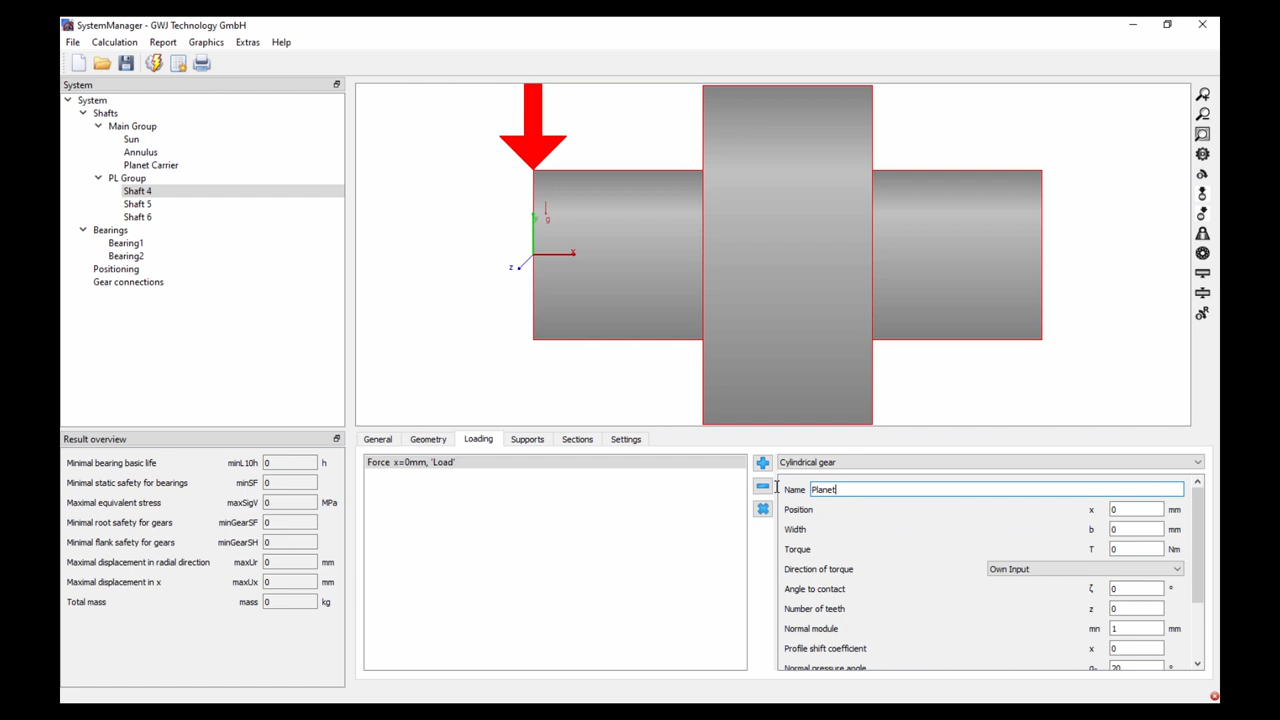 SystemManager - GWJ Technology GmbH
File Calculation Report Graphics Extras Help
System
System
Shafts
Main Group
Sun
Annulus
Planet Carrier
PL Group
Shaft 4
Shaft 5
Shaft 6
Bearings
Bearing1
Bearing2
Positioning
Gear connections
y
g
x
z
R
Result overview
Minimal bearing basic life minL10h 0 h
Minimal static safety for bearings minSF 0
Maximal equivalent stress maxSigV 0 MPa
Minimal root safety for gears minGearSF 0
Minimal flank safety for gears minGearSH 0
Maximal displacement in radial direction maxUr 0 mm
Maximal displacement in x maxUx 0 mm
Total mass mass 0 kg
General Geometry Loading Supports Sections Settings
Force x=0mm, 'Load'
Cylindrical gear
Name Planet
Position x 0 mm
Width b 0 mm
Torque T 0 Nm
Direction of torque Own Input
Angle to contact ζ 0 °
Number of teeth z 0
Normal module mn 1 mm
Profile shift coefficient x 0
Normal pressure angle 20 °